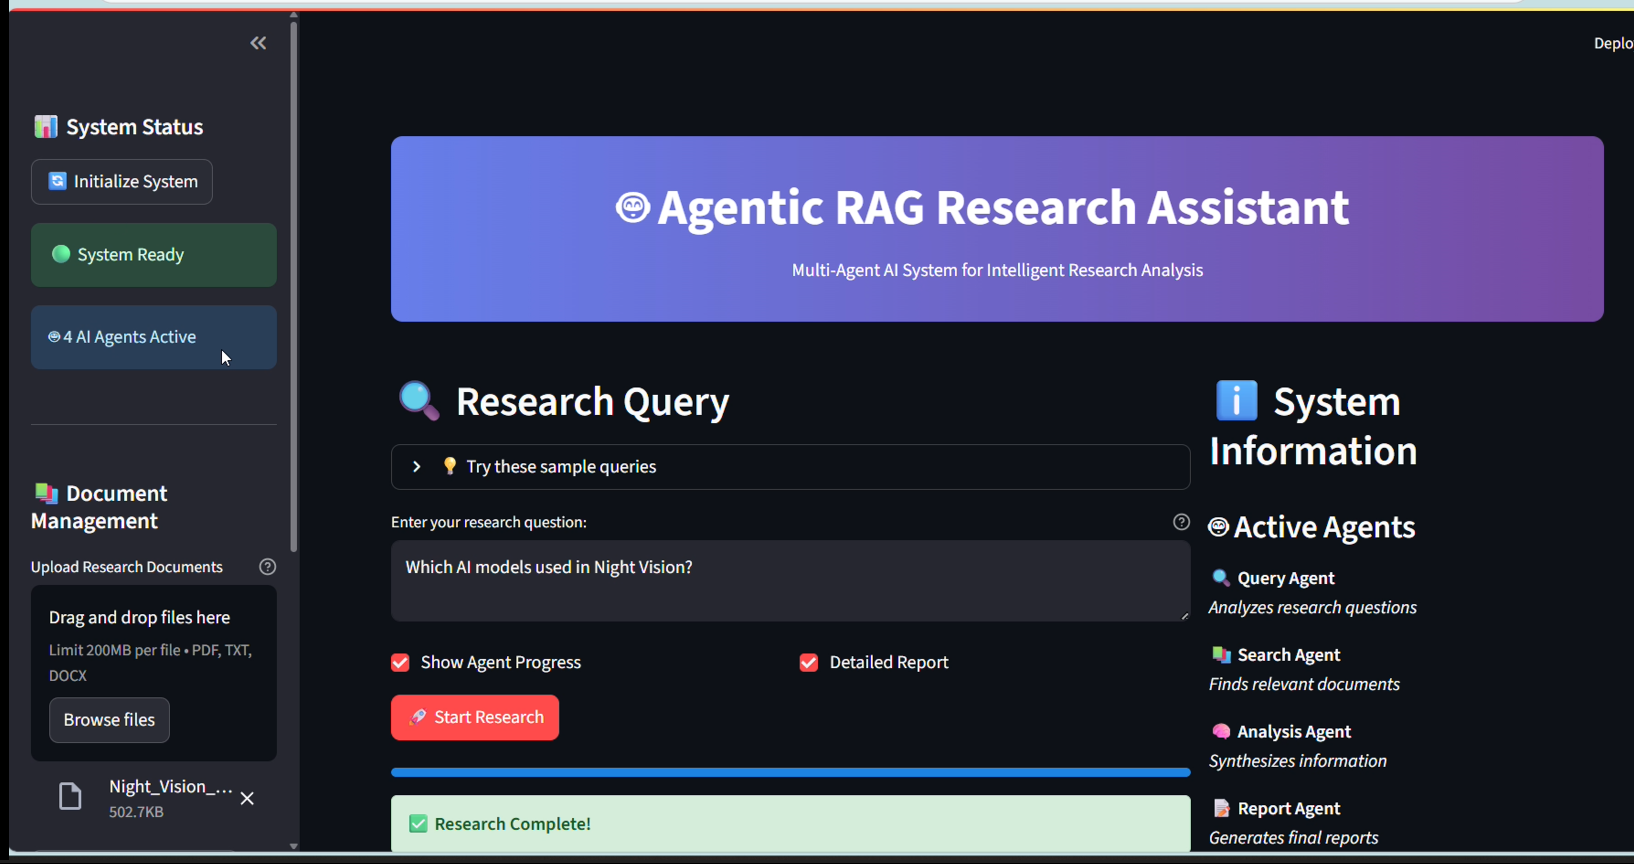 Deplo
System Status
Initialize System
System Ready
4 AI Agents Active
Document
Management
Upload Research Documents
Drag and drop files here
Limit 200MB per file • PDF, TXT,
DOCX
Browse files
Night_Vision_...
502.7KB
Agentic RAG Research Assistant
Multi-Agent AI System for Intelligent Research Analysis
Research Query
Try these sample queries
Enter your research question:
Which AI models used in Night Vision?
Show Agent Progress
Detailed Report
Start Research
Research Complete!
System
Information
Active Agents
Query Agent
Analyzes research questions
Search Agent
Finds relevant documents
Analysis Agent
Synthesizes information
Report Agent
Generates final reports